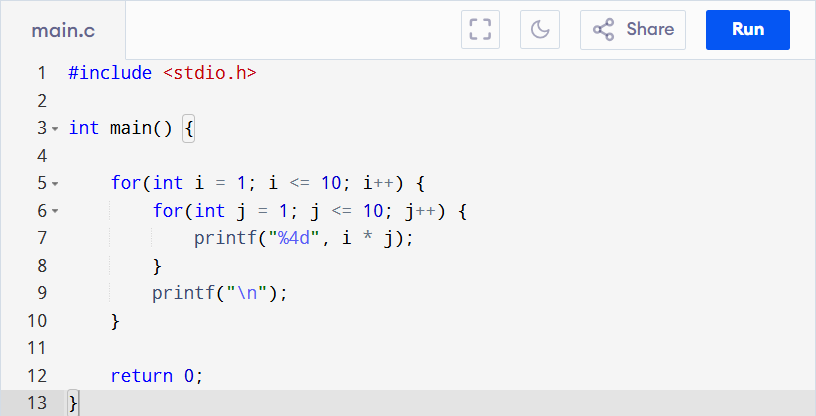 main.c
Share
Run
1 #include <stdio.h>
2
3 int main() {
4
5     for(int i = 1; i <= 10; i++) {
6         for(int j = 1; j <= 10; j++) {
7             printf("%4d", i * j);
8         }
9         printf("\n");
10     }
11
12     return 0;
13 }